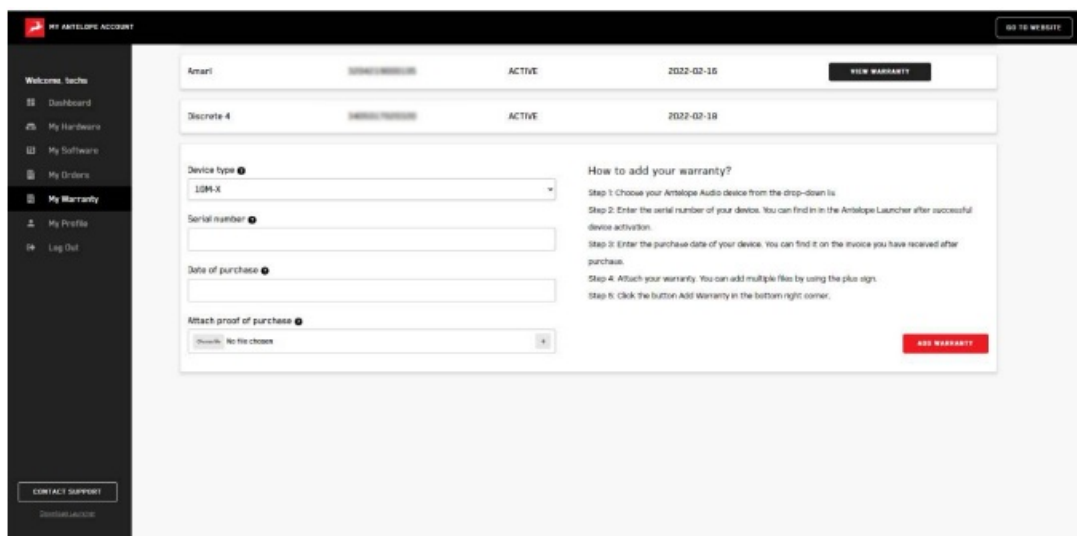 MY ANTELOPE ACCOUNT
GO TO WEBSITE
Welcome, techs
Dashboard
My Hardware
My Software
My Orders
My Warranty
My Profile
Log Out
CONTACT SUPPORT
Download Launcher
Amari ACTIVE 2022-02-16 VIEW WARRANTY
Discrete 4 ACTIVE 2022-02-18
Device type
10M-X
Serial number
Date of purchase
Attach proof of purchase
Choose file No file chosen +
How to add your warranty?
Step 1: Choose your Antelope Audio device from the drop-down lis
Step 2: Enter the serial number of your device. You can find in in the Antelope Launcher after successful
device activation.
Step 3: Enter the purchase date of your device. You can find it on the invoice you have received after
purchase.
Step 4: Attach your warranty. You can add multiple files by using the plus sign.
Step 5: Click the button Add Warranty in the bottom right corner.
ADD WARRANTY